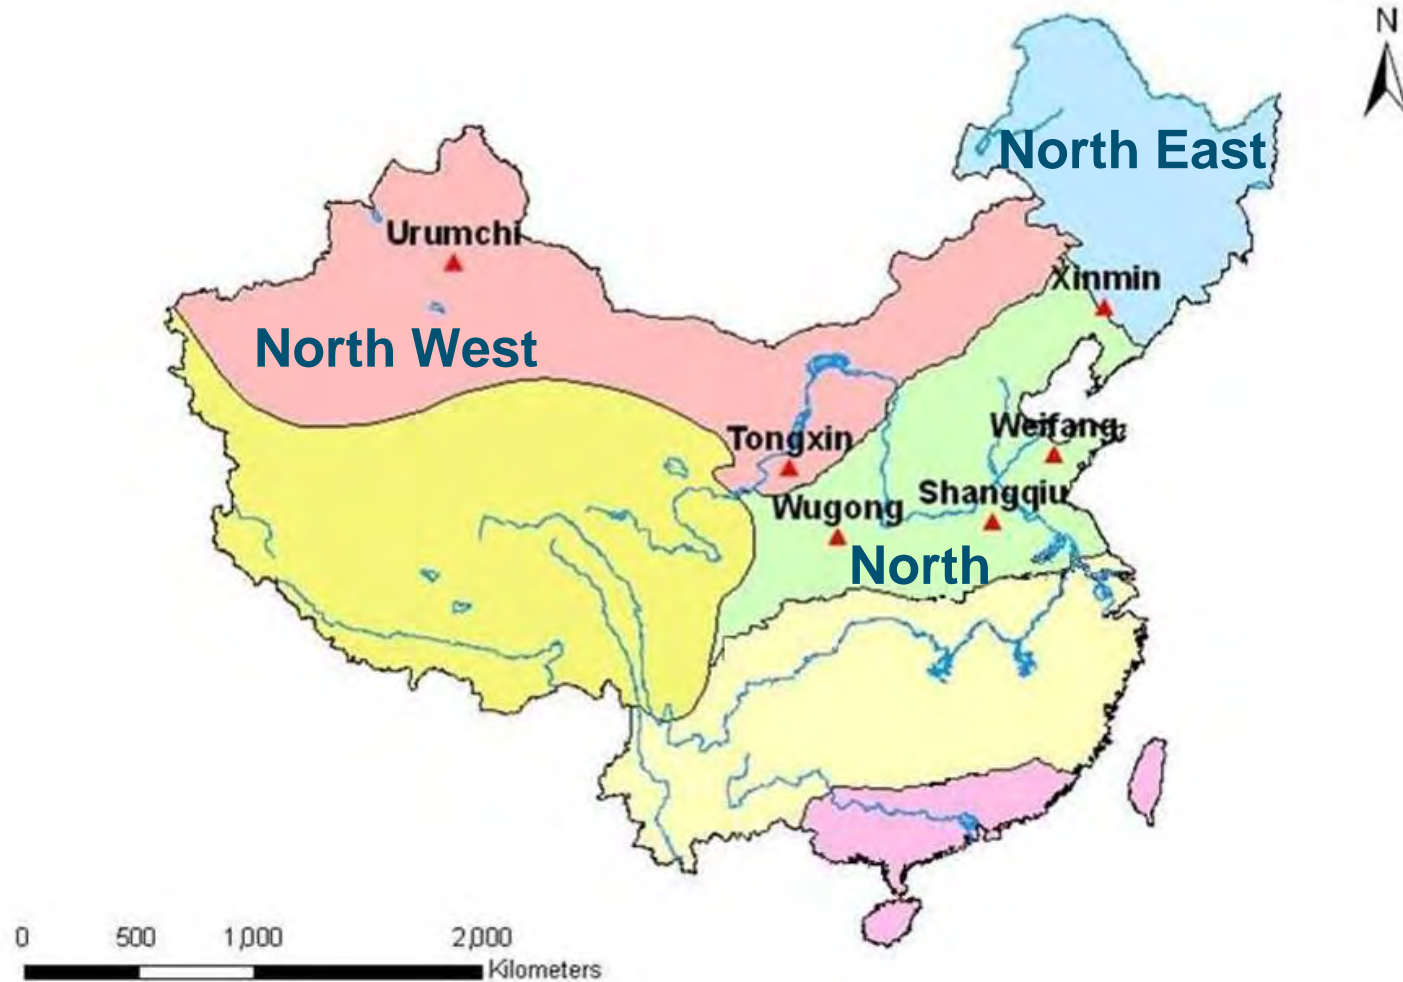 N
North East
Urumchi
Xinmin
North West
Weifang
Tongxin
Shangqiu
Wugong
North
0 500 1,000 2,000
Kilometers